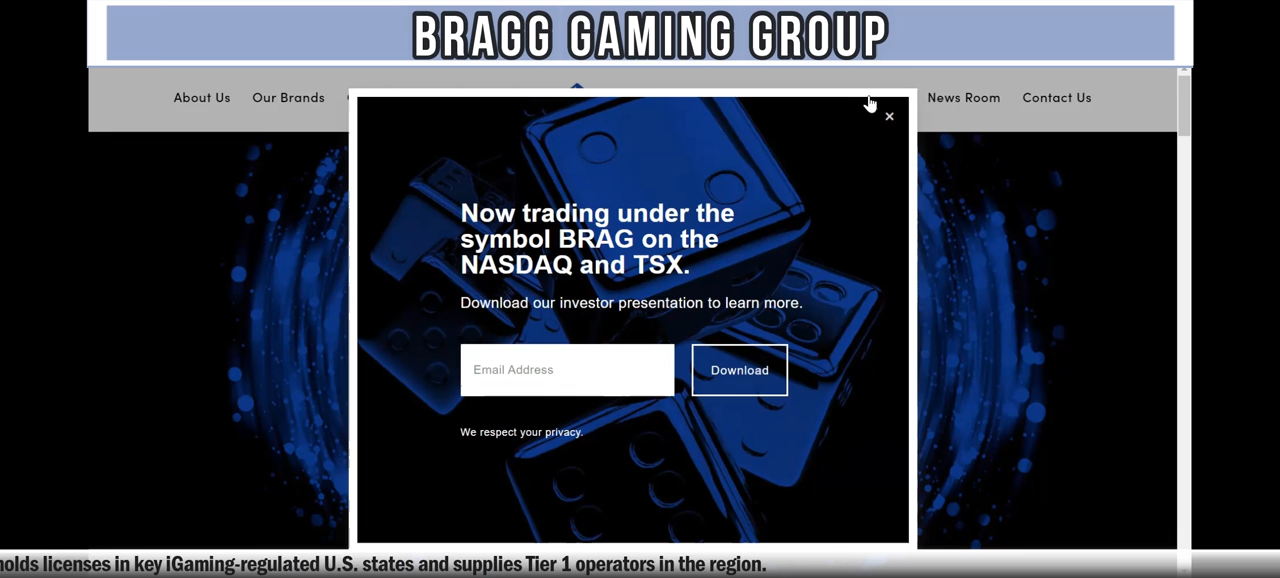 BRAGG GAMING GROUP
About Us Our Brands News Room Contact Us
×
Now trading under the
symbol BRAG on the
NASDAQ and TSX.
Download our investor presentation to learn more.
Email Address Download
We respect your privacy.
holds licenses in key iGaming-regulated U.S. states and supplies Tier 1 operators in the region.